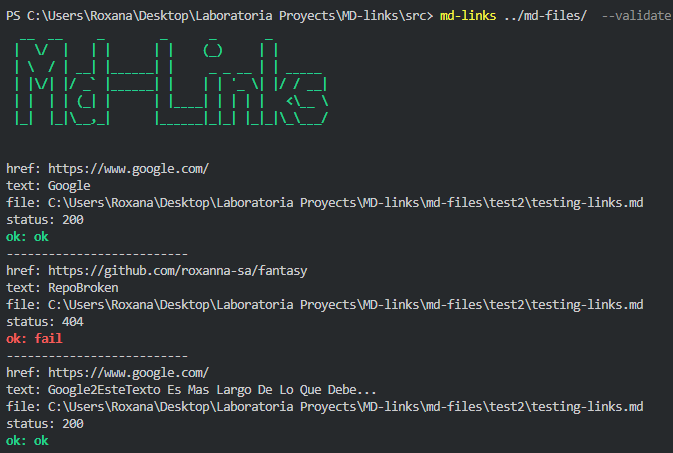 PS C:\Users\Roxana\Desktop\Laboratoria Proyects\MD-links\src> md-links ../md-files/  --validate
Md-Links
href: https://www.google.com/
text: Google
file: C:\Users\Roxana\Desktop\Laboratoria Proyects\MD-links\md-files\test2\testing-links.md
status: 200
ok: ok
--------------------------
href: https://github.com/roxanna-sa/fantasy
text: RepoBroken
file: C:\Users\Roxana\Desktop\Laboratoria Proyects\MD-links\md-files\test2\testing-links.md
status: 404
ok: fail
--------------------------
href: https://www.google.com/
text: Google2EsteTexto Es Mas Largo De Lo Que Debe...
file: C:\Users\Roxana\Desktop\Laboratoria Proyects\MD-links\md-files\test2\testing-links.md
status: 200
ok: ok